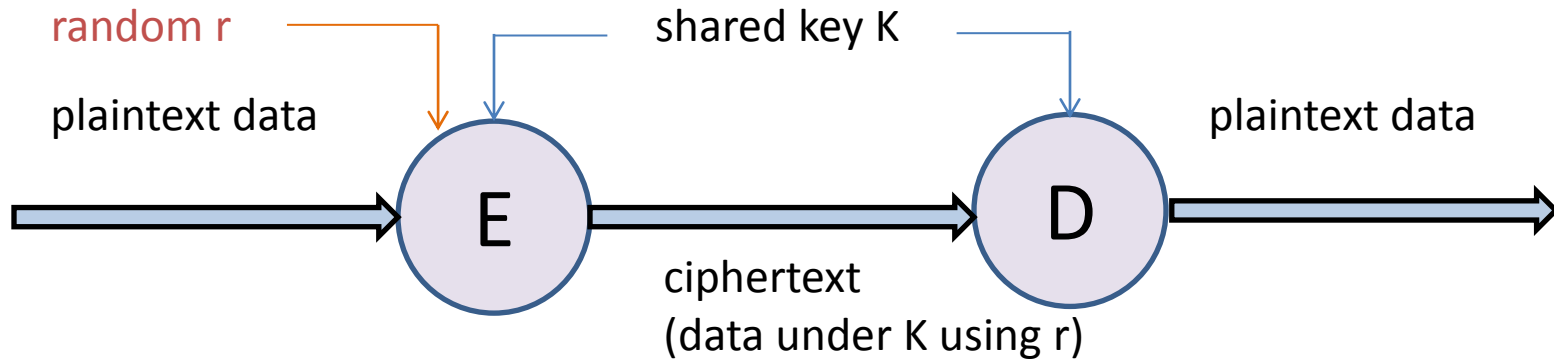 random r
shared key K
plaintext data
plaintext data
E
D
ciphertext
(data under K using r)